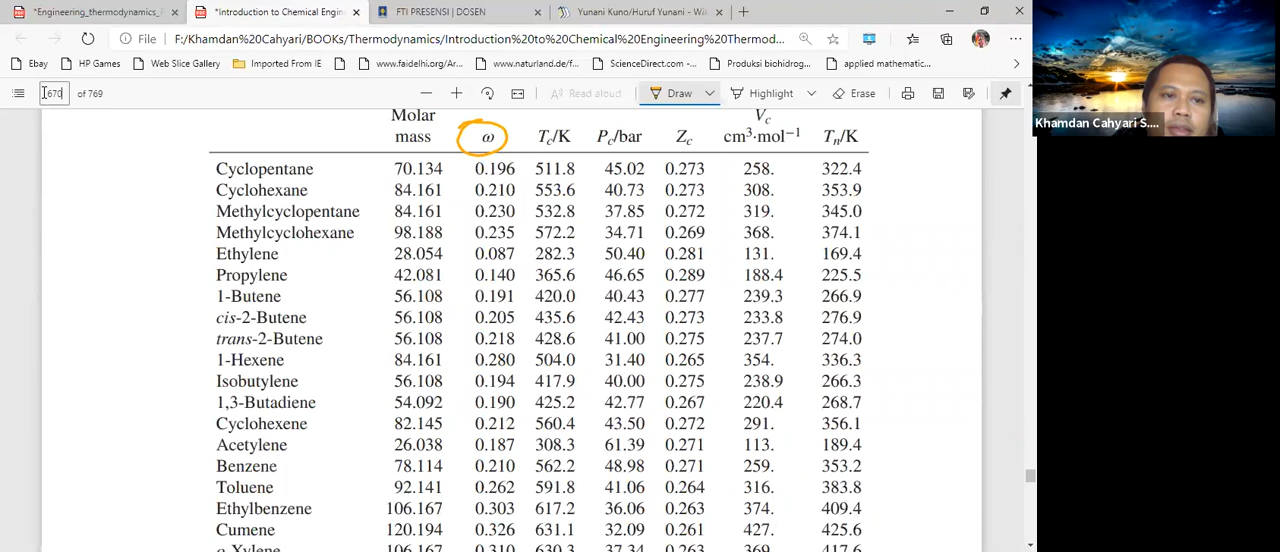 *Engineering_thermodynamics_
*Introduction to Chemical Engin
FTI PRESENSI | DOSEN
Yunani Kuno/Huruf Yunani - Wi
File F:/Khamdan%20Cahyari/BOOKs/Thermodynamics/Introduction%20to%20Chemical%20Engineering%20Thermod...
Ebay HP Games Web Slice Gallery Imported From IE www.faidelhi.org/Ar... www.naturland.de/f... ScienceDirect.com -... Produksi biohidrog... applied mathematic...
670 of 769 Read aloud Draw Highlight Erase
Khamdan Cahyari S....
Molar mass ω Tc/K Pc/bar Zc Vc cm³·mol⁻¹ Tn/K
Cyclopentane 70.134 0.196 511.8 45.02 0.273 258. 322.4
Cyclohexane 84.161 0.210 553.6 40.73 0.273 308. 353.9
Methylcyclopentane 84.161 0.230 532.8 37.85 0.272 319. 345.0
Methylcyclohexane 98.188 0.235 572.2 34.71 0.269 368. 374.1
Ethylene 28.054 0.087 282.3 50.40 0.281 131. 169.4
Propylene 42.081 0.140 365.6 46.65 0.289 188.4 225.5
1-Butene 56.108 0.191 420.0 40.43 0.277 239.3 266.9
cis-2-Butene 56.108 0.205 435.6 42.43 0.273 233.8 276.9
trans-2-Butene 56.108 0.218 428.6 41.00 0.275 237.7 274.0
1-Hexene 84.161 0.280 504.0 31.40 0.265 354. 336.3
Isobutylene 56.108 0.194 417.9 40.00 0.275 238.9 266.3
1,3-Butadiene 54.092 0.190 425.2 42.77 0.267 220.4 268.7
Cyclohexene 82.145 0.212 560.4 43.50 0.272 291. 356.1
Acetylene 26.038 0.187 308.3 61.39 0.271 113. 189.4
Benzene 78.114 0.210 562.2 48.98 0.271 259. 353.2
Toluene 92.141 0.262 591.8 41.06 0.264 316. 383.8
Ethylbenzene 106.167 0.303 617.2 36.06 0.263 374. 409.4
Cumene 120.194 0.326 631.1 32.09 0.261 427. 425.6
o-Xylene 106.167 0.310 630.3 37.34 0.263 369. 417.6